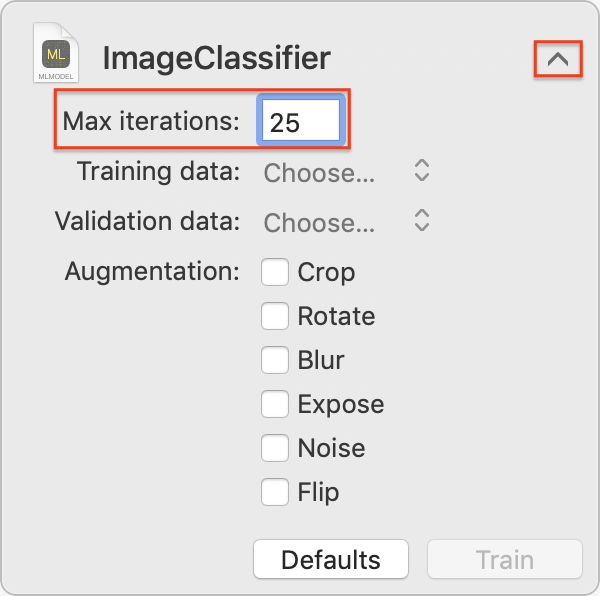 ML
MLMODEL
ImageClassifier
Max iterations: 25
Training data: Choose...
Validation data: Choose...
Augmentation: Crop
Rotate
Blur
Expose
Noise
Flip
Defaults Train